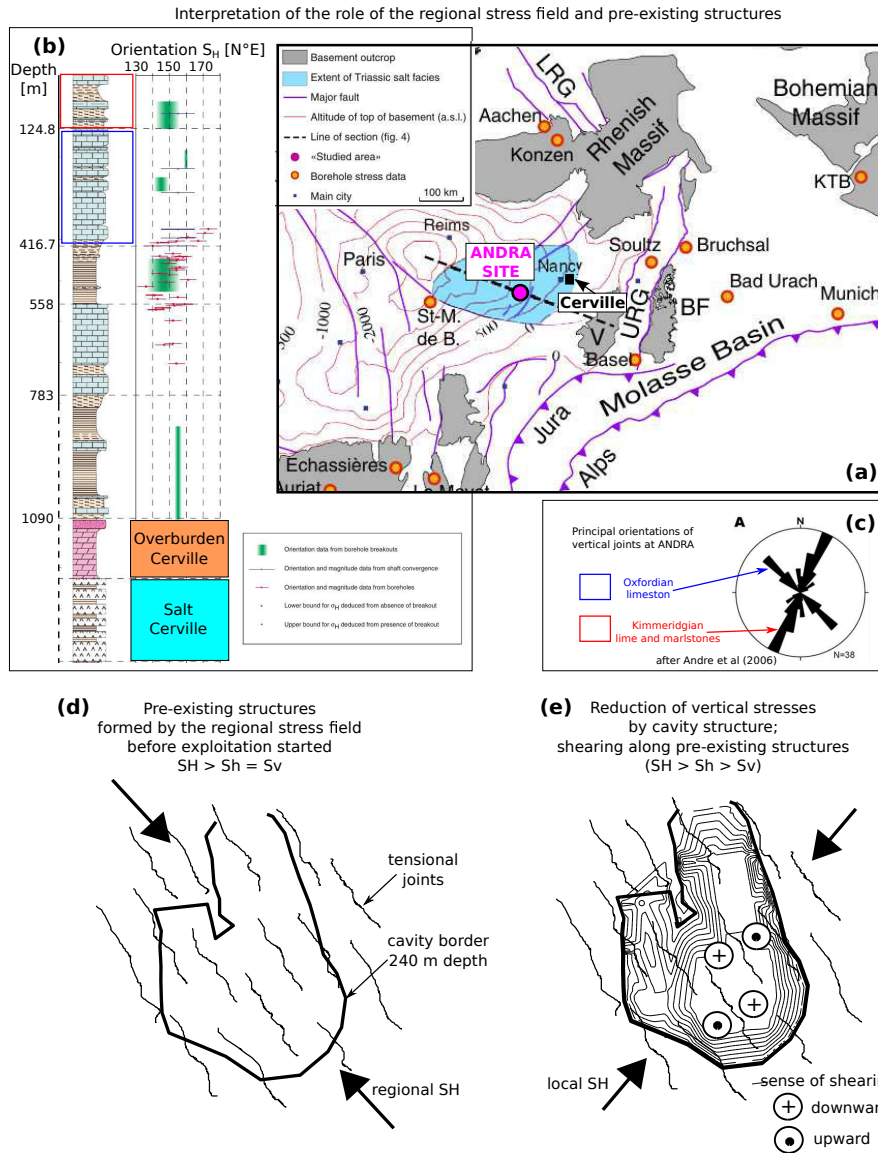 Interpretation of the role of the regional stress field and pre-existing structures
(b)
Orientation SH [N°E]
Depth
[m]
130 150 170
124.8
416.7
558
783
1090
Overburden
Cerville
Salt
Cerville
Orientation data from borehole breakouts
Orientation and magnitude data from shaft convergence
Orientation and magnitude data from boreholes
Lower bound for σH deduced from absence of breakout
Upper bound for σH deduced from presence of breakout
Basement outcrop
Extent of Triassic salt facies
Major fault
Altitude of top of basement (a.s.l.)
Line of section (fig. 4)
«Studied area»
Borehole stress data
Main city
100 km
LRG
Aachen
Konzen
Rhenish
Massif
Bohemian
Massif
KTB
Reims
Paris
ANDRA
SITE
Nancy
Cerville
Soultz
Bruchsal
Bad Urach
Munich
St-M.
de B.
URG
BF
V
Basel
-1000
-2000
500
0
0
Jura
Molasse Basin
Alps
Echassières
(a)
(c)
Principal orientations of
vertical joints at ANDRA
Oxfordian
limeston
Kimmeridgian
lime and marlstones
after Andre et al (2006)
A
N
N=38
(d)
Pre-existing structures
formed by the regional stress field
before exploitation started
SH > Sh = Sv
tensional
joints
cavity border
240 m depth
regional SH
(e)
Reduction of vertical stresses
by cavity structure;
shearing along pre-existing structures
(SH > Sh > Sv)
local SH
sense of shearin
downwar
upward